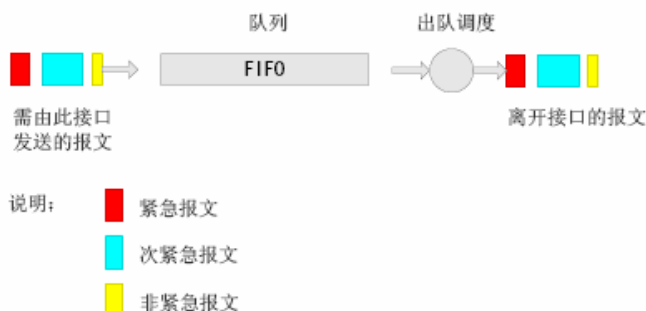 队列
出队调度
FIFO
需由此接口
发送的报文
离开接口的报文
说明：
紧急报文
次紧急报文
非紧急报文